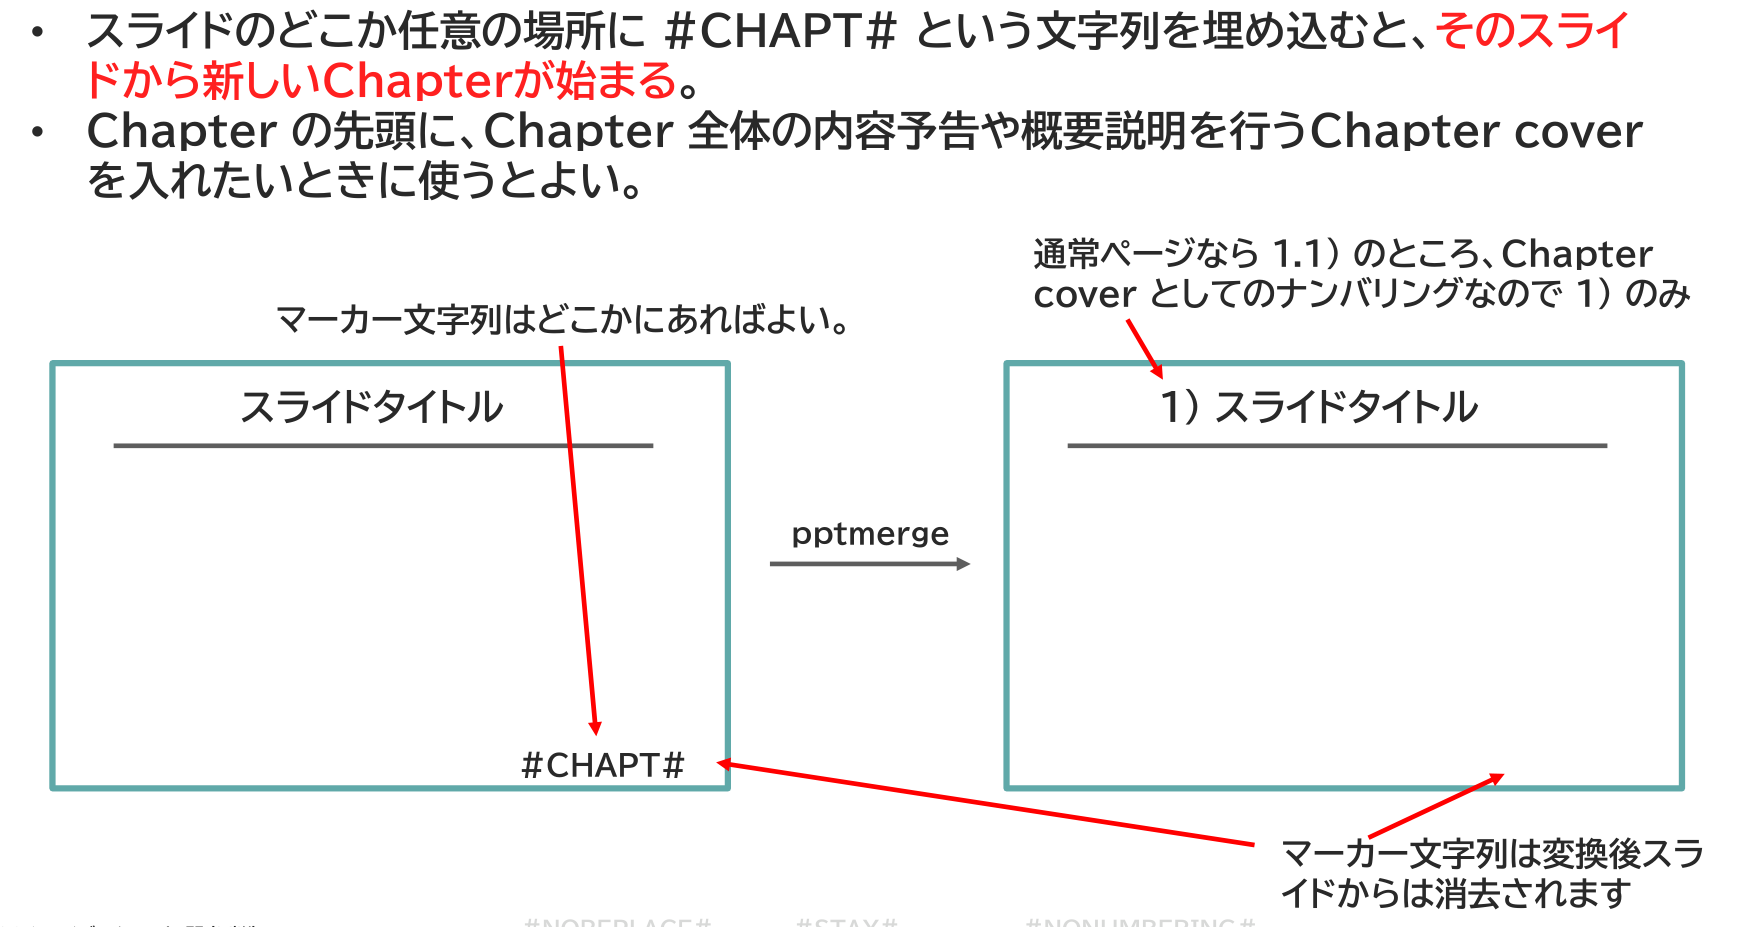 • スライドのどこか任意の場所に #CHAPT# という文字列を埋め込むと、そのスライ
ドから新しいChapterが始まる。
• Chapter の先頭に、Chapter 全体の内容予告や概要説明を行うChapter cover
を入れたいときに使うとよい。
通常ページなら 1.1) のところ、Chapter
cover としてのナンバリングなので 1) のみ
マーカー文字列はどこかにあればよい。
スライドタイトル
1) スライドタイトル
pptmerge
#CHAPT#
マーカー文字列は変換後スラ
イドからは消去されます
#NOREPLACE# #STAY# #NONUMBERING#